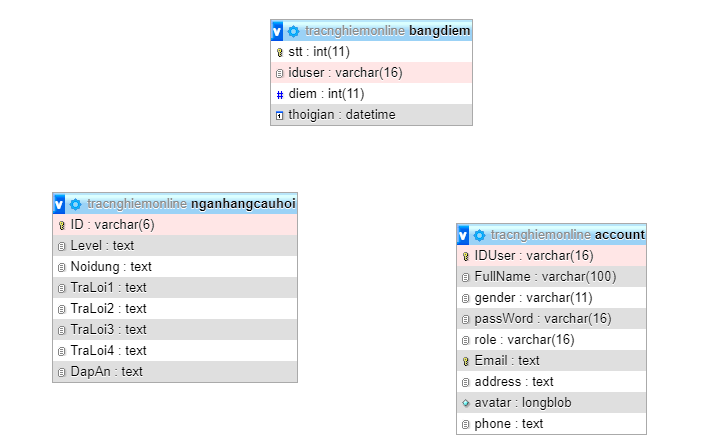 tracnghiemonline bangdiem
stt : int(11)
iduser : varchar(16)
# diem : int(11)
thoigian : datetime
tracnghiemonline nganhangcauhoi
ID : varchar(6)
Level : text
Noidung : text
TraLoi1 : text
TraLoi2 : text
TraLoi3 : text
TraLoi4 : text
DapAn : text
tracnghiemonline account
IDUser : varchar(16)
FullName : varchar(100)
gender : varchar(11)
passWord : varchar(16)
role : varchar(16)
Email : text
address : text
avatar : longblob
phone : text